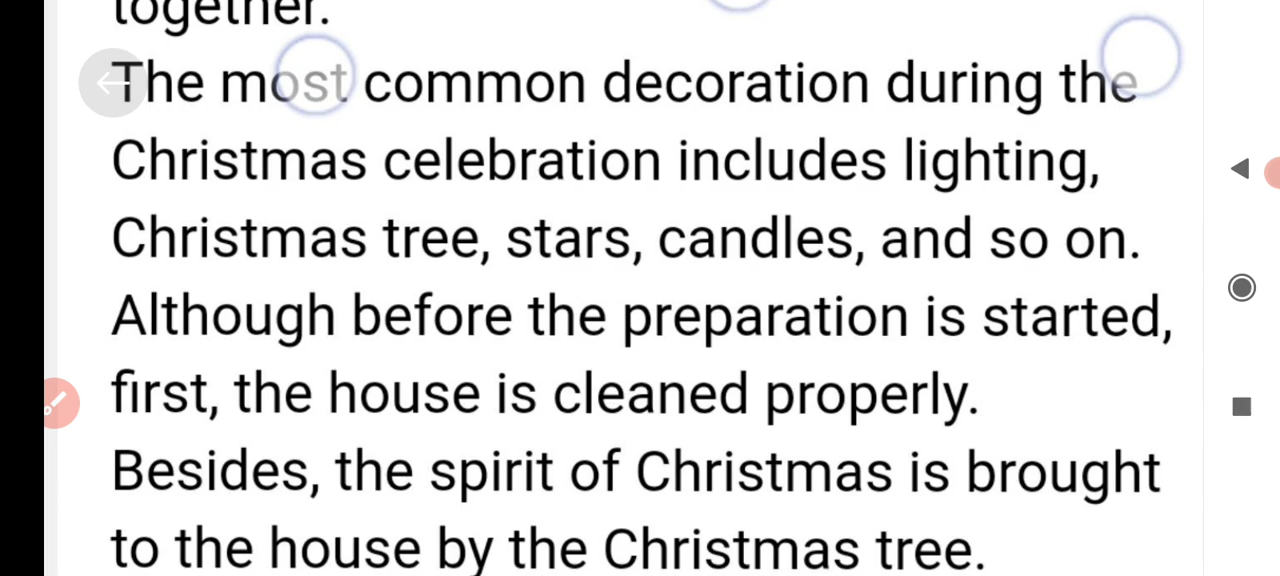 together.
The most common decoration during the
Christmas celebration includes lighting,
Christmas tree, stars, candles, and so on.
Although before the preparation is started,
first, the house is cleaned properly.
Besides, the spirit of Christmas is brought
to the house by the Christmas tree.